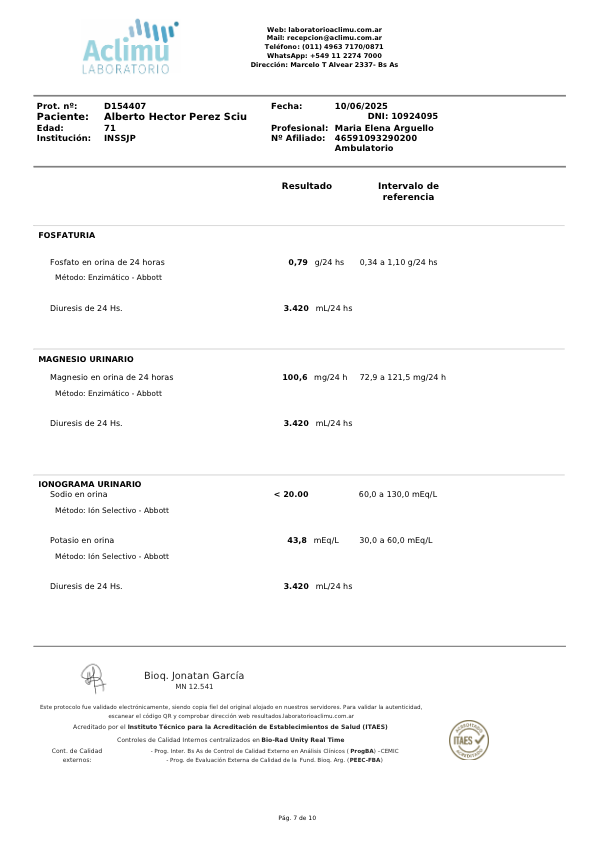 Aclimu
LABORATORIO
Web: laboratorioaclimu.com.ar
Mail: recepcion@aclimu.com.ar
Teléfono: (011) 4963 7170/0871
WhatsApp: +549 11 2274 7000
Dirección: Marcelo T Alvear 2337- Bs As
Prot. nº: D154407 Fecha: 10/06/2025
Paciente: Alberto Hector Perez Sciu DNI: 10924095
Edad: 71 Profesional: Maria Elena Arguello
Institución: INSSJP Nº Afiliado: 46591093290200
Ambulatorio
Resultado Intervalo de
referencia
FOSFATURIA
Fosfato en orina de 24 horas 0,79 g/24 hs 0,34 a 1,10 g/24 hs
Método: Enzimático - Abbott
Diuresis de 24 Hs. 3.420 mL/24 hs
MAGNESIO URINARIO
Magnesio en orina de 24 horas 100,6 mg/24 h 72,9 a 121,5 mg/24 h
Método: Enzimático - Abbott
Diuresis de 24 Hs. 3.420 mL/24 hs
IONOGRAMA URINARIO
Sodio en orina < 20.00 60,0 a 130,0 mEq/L
Método: Ión Selectivo - Abbott
Potasio en orina 43,8 mEq/L 30,0 a 60,0 mEq/L
Método: Ión Selectivo - Abbott
Diuresis de 24 Hs. 3.420 mL/24 hs
Bioq. Jonatan García
MN 12.541
Este protocolo fue validado electrónicamente, siendo copia fiel del original alojado en nuestros servidores. Para validar la autenticidad,
escanear el código QR y comprobar dirección web resultados.laboratorioaclimu.com.ar
Acreditado por el Instituto Técnico para la Acreditación de Establecimientos de Salud (ITAES)
Controles de Calidad Internos centralizados en Bio-Rad Unity Real Time
Cont. de Calidad externos:
- Prog. Inter. Bs As de Control de Calidad Externo en Análisis Clínicos ( ProgBA) -CEMIC
- Prog. de Evaluación Externa de Calidad de la Fund. Bioq. Arg. (PEEC-FBA)
ACREDITADO
ITAES
Pág. 7 de 10